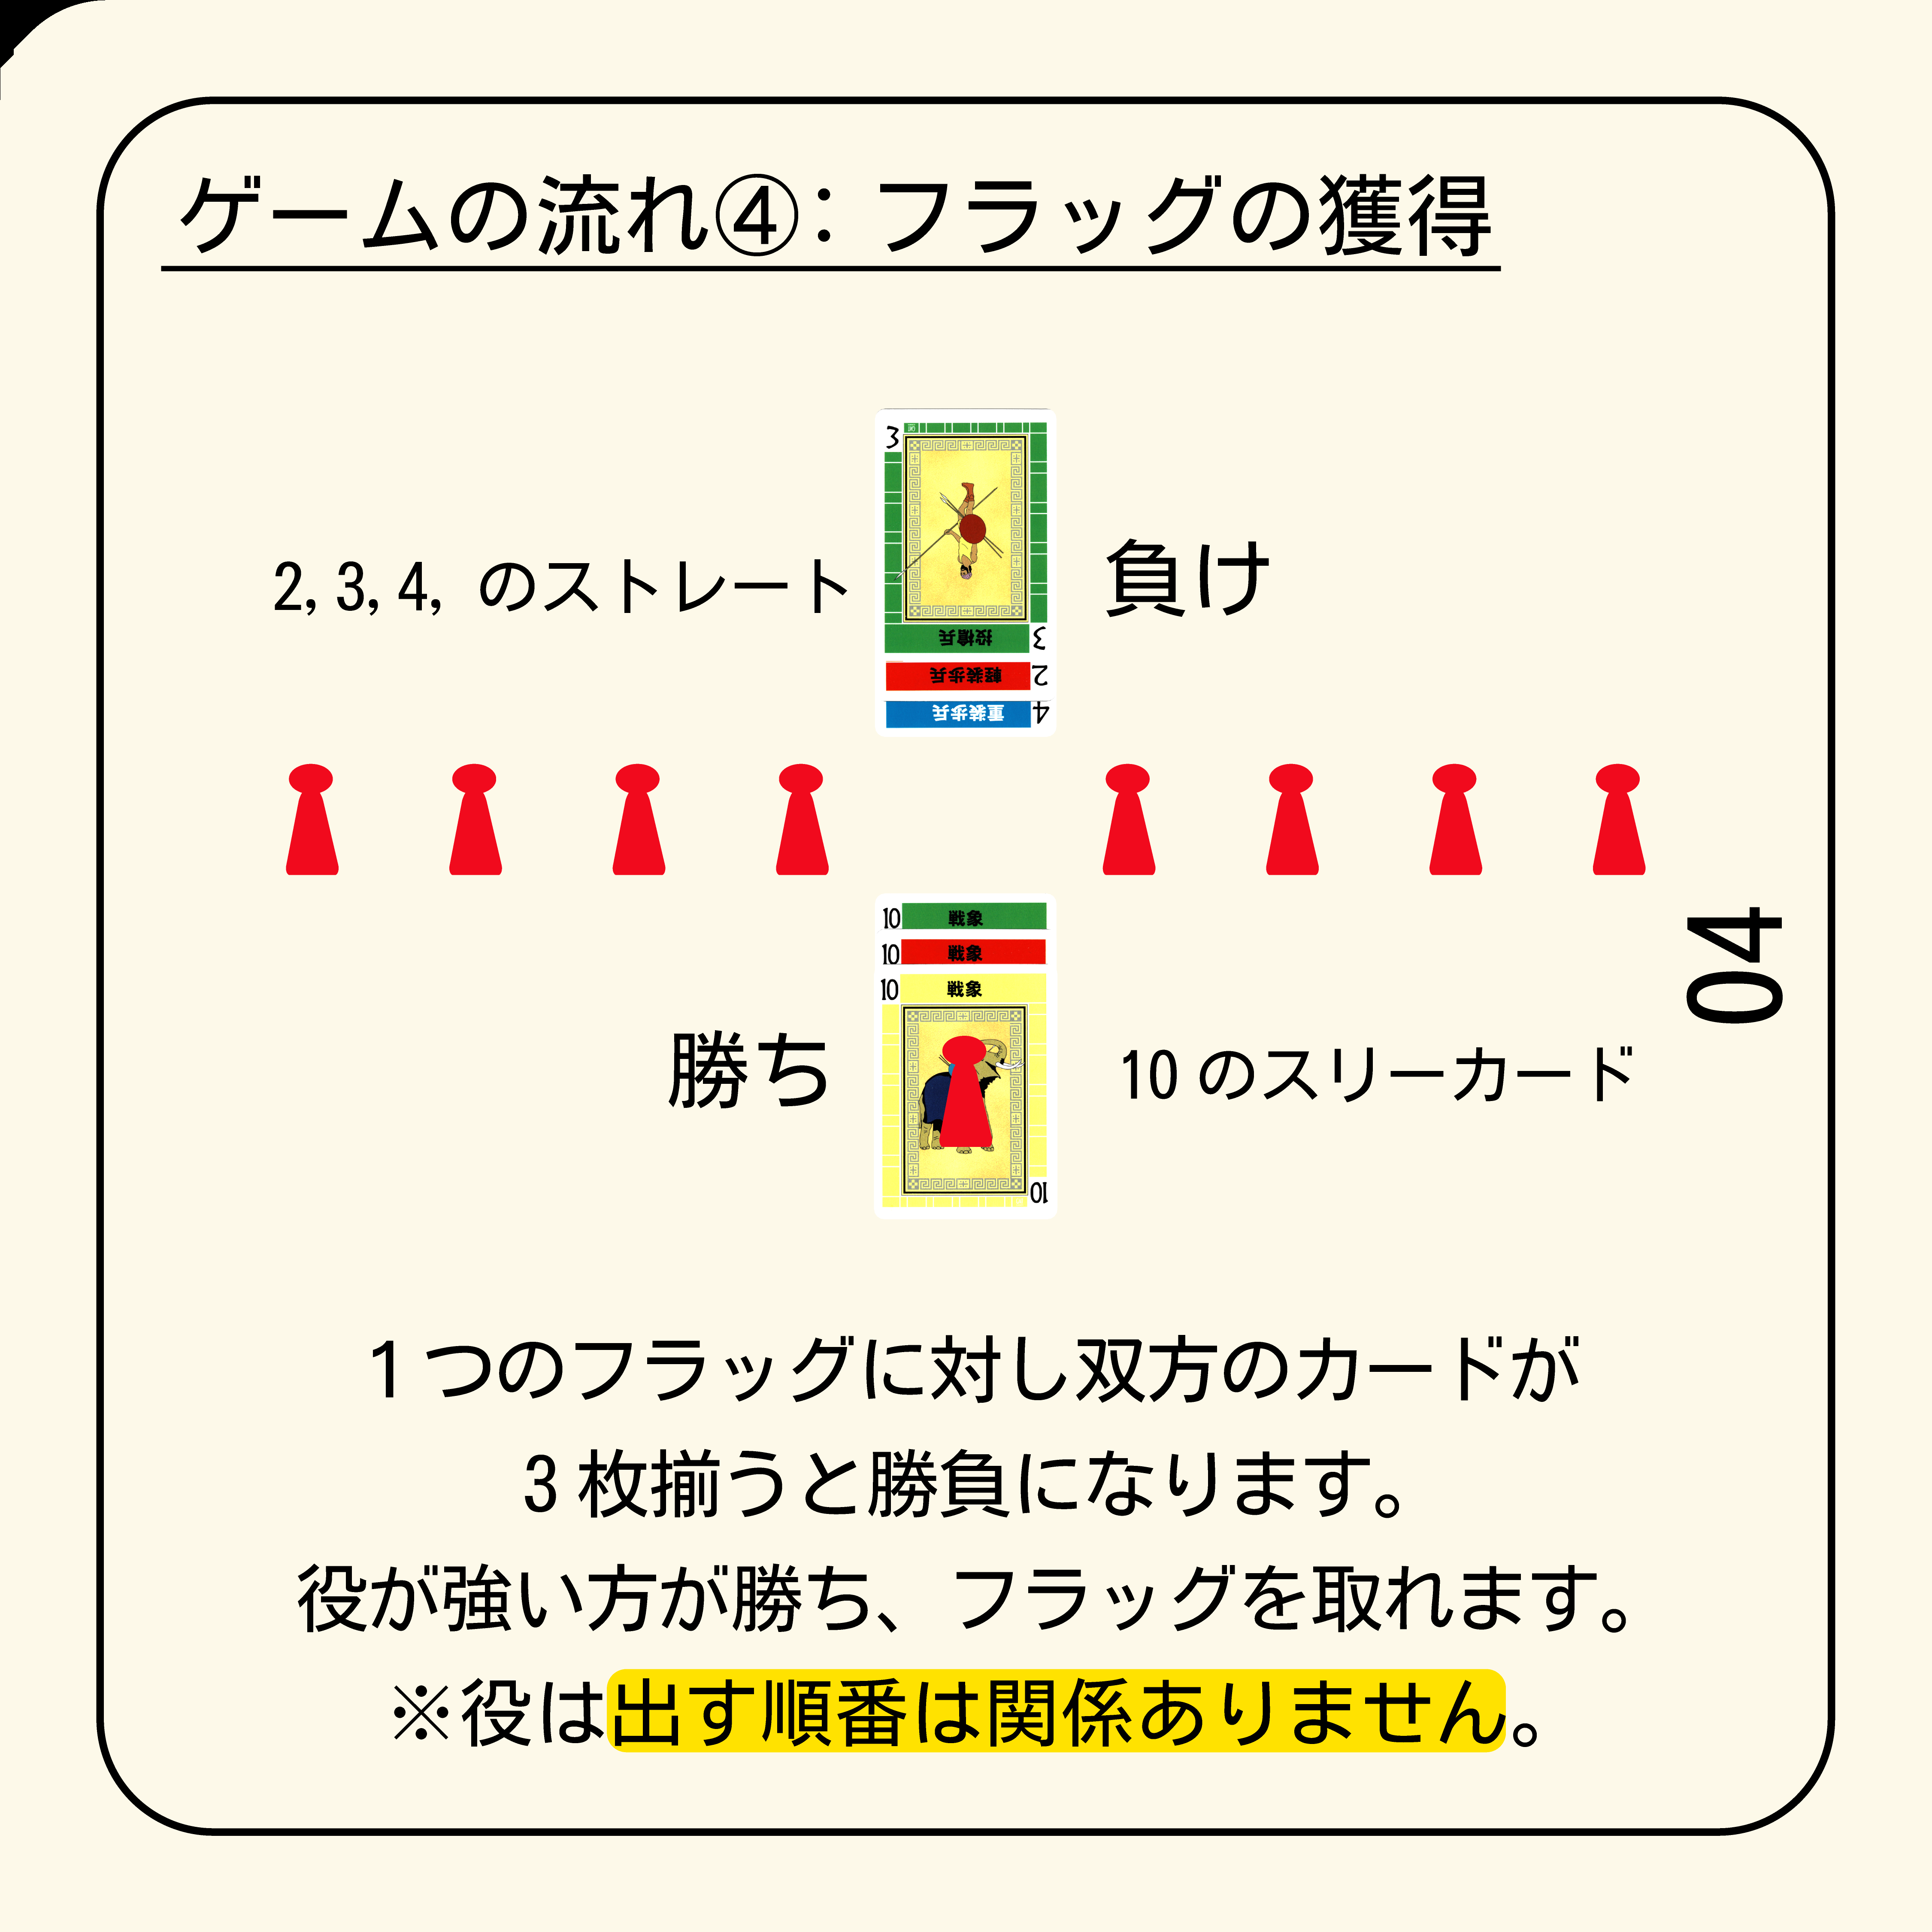 ゲームの流れ④：フラッグの獲得
3
2,3,4, のストレート
負け
投槍兵 3
軽装歩兵 2
重装歩兵 4
10 戦象
10 戦象
10 戦象
04
勝ち
10 のスリーカード
10
1 つのフラッグに対し双方のカードが
3 枚揃うと勝負になります。
役が強い方が勝ち、フラッグを取れます。
※役は出す順番は関係ありません。